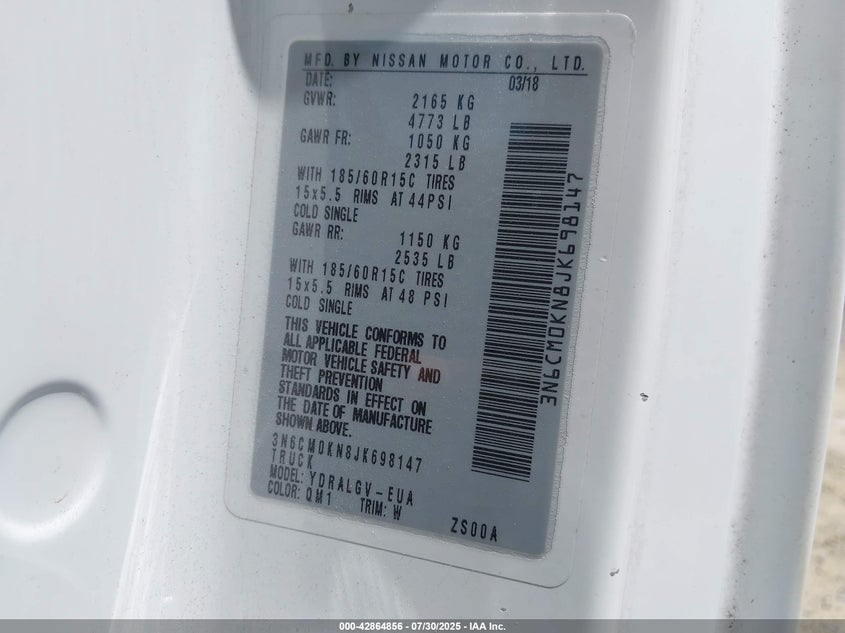 MFD. BY NISSAN MOTOR CO., LTD.
DATE: 03/18
GVWR: 2165 KG
4773 LB
GAWR FR: 1050 KG
2315 LB
WITH 185/60R15C TIRES
15x5.5 RIMS AT 44PSI
COLD SINGLE
GAWR RR: 1150 KG
2535 LB
WITH 185/60R15C TIRES
15x5.5 RIMS AT 48 PSI
COLD SINGLE
THIS VEHICLE CONFORMS TO
ALL APPLICABLE FEDERAL
MOTOR VEHICLE SAFETY AND
THEFT PREVENTION
STANDARDS IN EFFECT ON
THE DATE OF MANUFACTURE
SHOWN ABOVE.
3N6CM0KN8JK698147
TRUCK
MODEL: YDRALGV-EUA
COLOR: QM1 TRIM: W
ZS00A
3N6CM0KN8JK698147
000-42864856 - 07/30/2025 - IAA Inc.